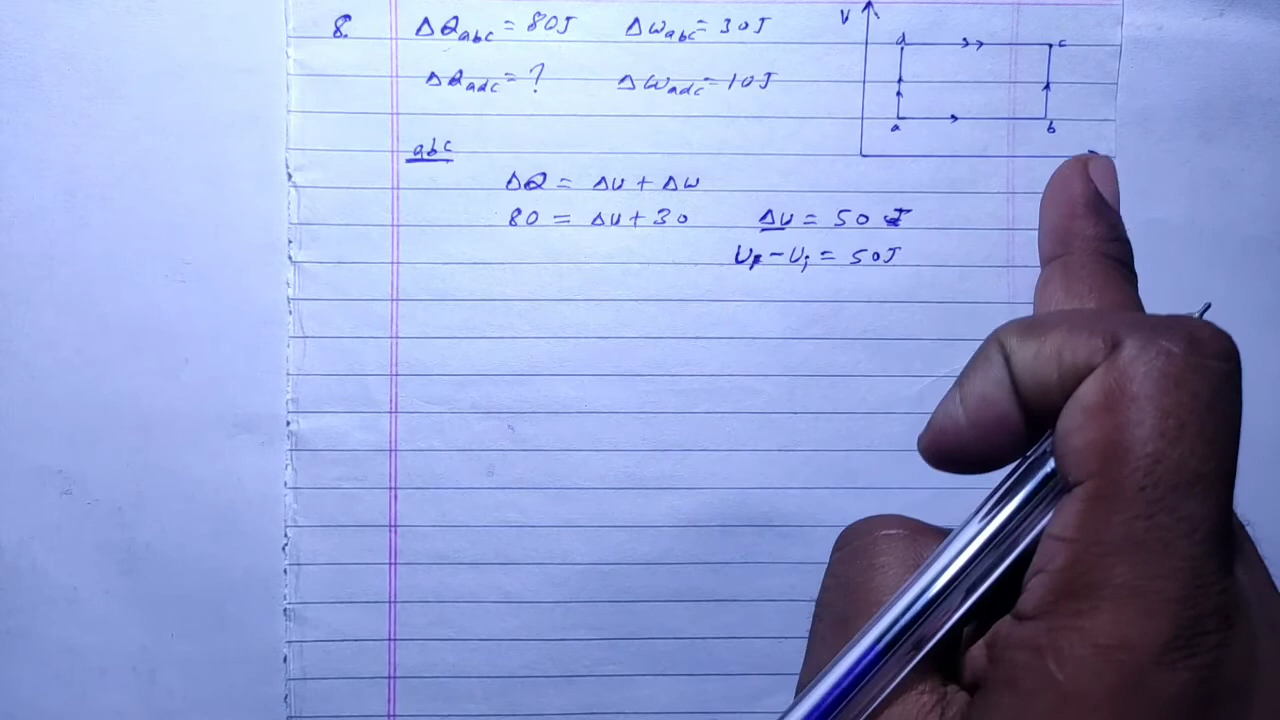 8. ΔQabc = 80J ΔWabc = 30J
ΔQadc = ? ΔWadc = 10J
V
d c
a b
abc
ΔQ = ΔU + ΔW
80 = ΔU + 30 ΔU = 50 J
Uf - Ui = 50J